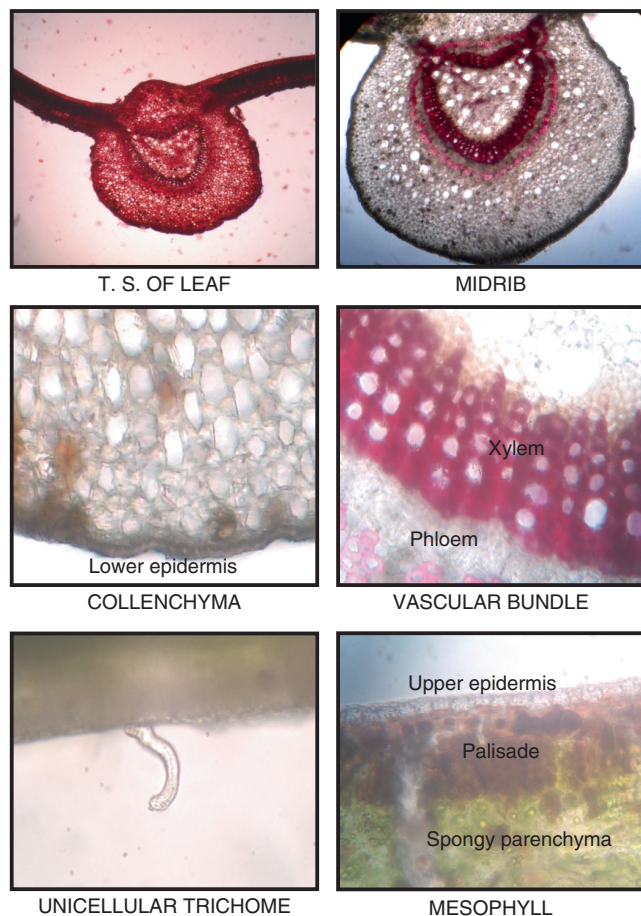 T. S. OF LEAF
MIDRIB
Lower epidermis
COLLENCHYMA
Xylem
Phloem
VASCULAR BUNDLE
UNICELLULAR TRICHOME
Upper epidermis
Palisade
Spongy parenchyma
MESOPHYLL